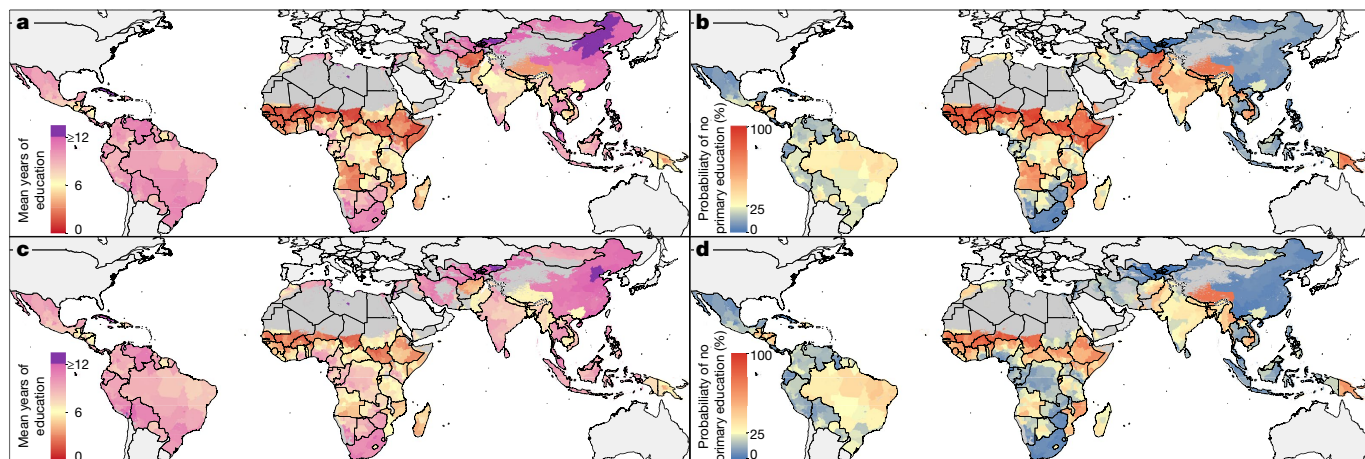 a
Mean years of
education
≥12
6
0
b
Probability of no
primary education (%)
100
25
0
c
Mean years of
education
≥12
6
0
d
Probability of no
primary education (%)
100
25
0